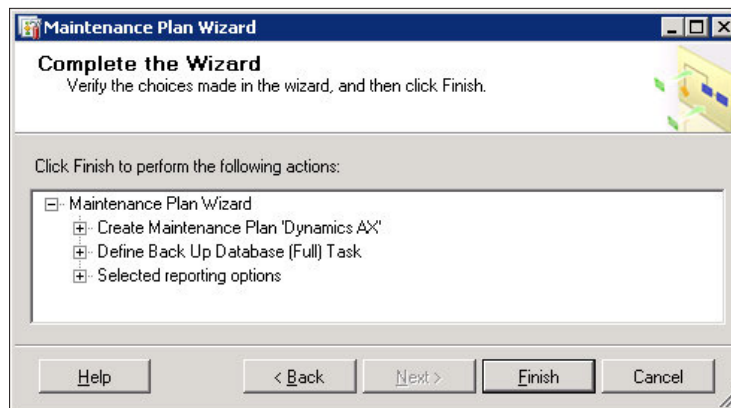 Maintenance Plan Wizard
Complete the Wizard
Verify the choices made in the wizard, and then click Finish.
Click Finish to perform the following actions:
Maintenance Plan Wizard
Create Maintenance Plan 'Dynamics AX'
Define Back Up Database (Full) Task
Selected reporting options
Help < Back Next > Finish Cancel